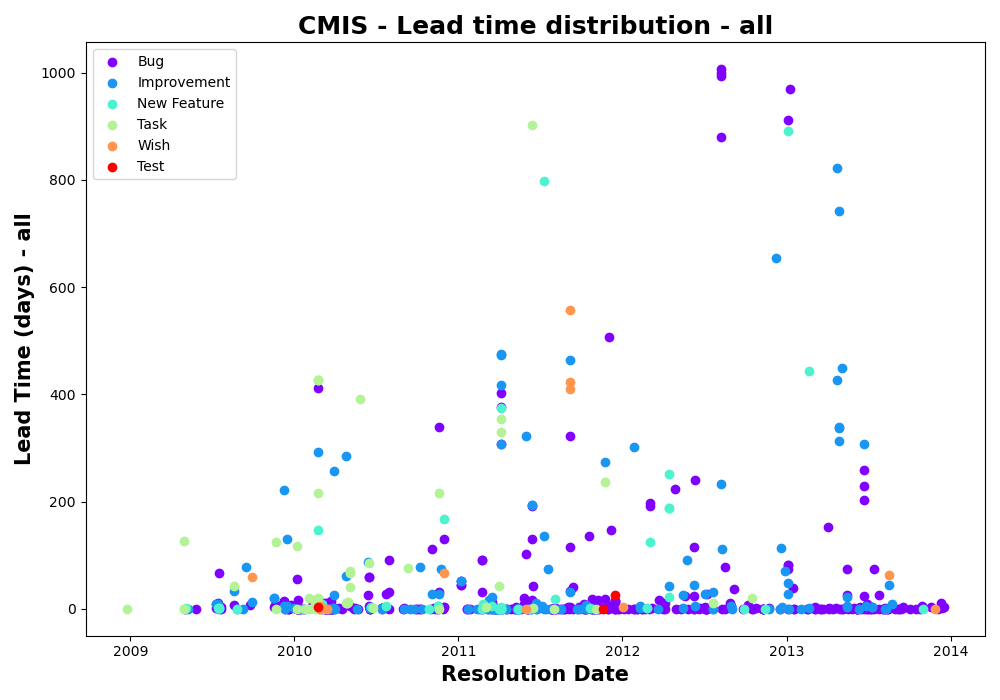 CMIS - Lead time distribution - all
Bug
Improvement
New Feature
Task
Wish
Test
Lead Time (days) - all
1000
800
600
400
200
0
2009 2010 2011 2012 2013 2014
Resolution Date